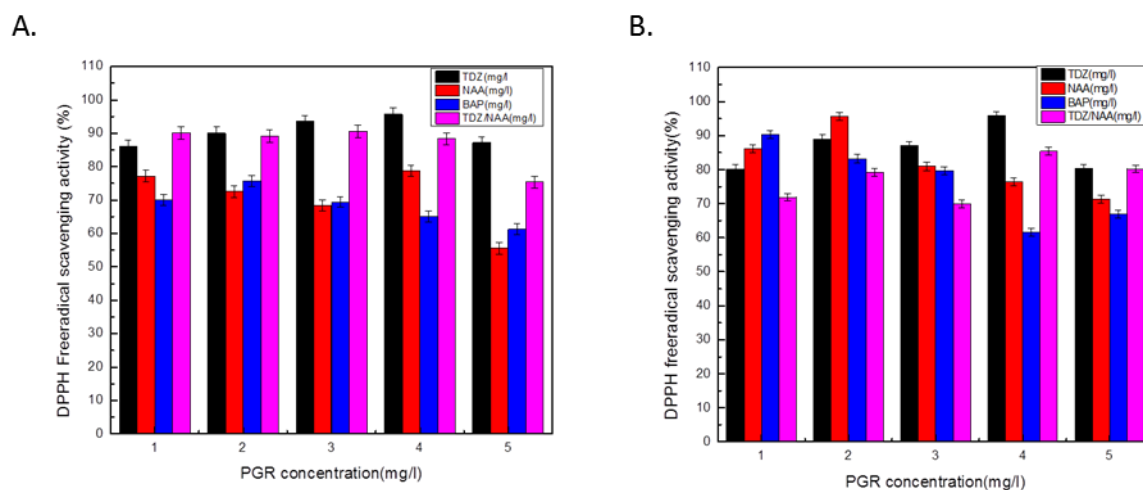 A.
B.
DPPH Freeradical scavenging activity (%)
110
100
90
80
70
60
50
40
30
20
10
0
TDZ(mg/l
NAA(mg/l)
BAP(mg/l)
TDZ/NAA(mg/l)
1 2 3 4 5
PGR concentration(mg/l)
DPPH freeradical scavenging activity(%)
110
100
90
80
70
60
50
40
30
20
10
0
TDZ(mg/l)
NAA(mg/l)
BAP(mg/l)
TDZ/NAA(mg/l)
1 2 3 4 5
PGR concentration(mg/l)